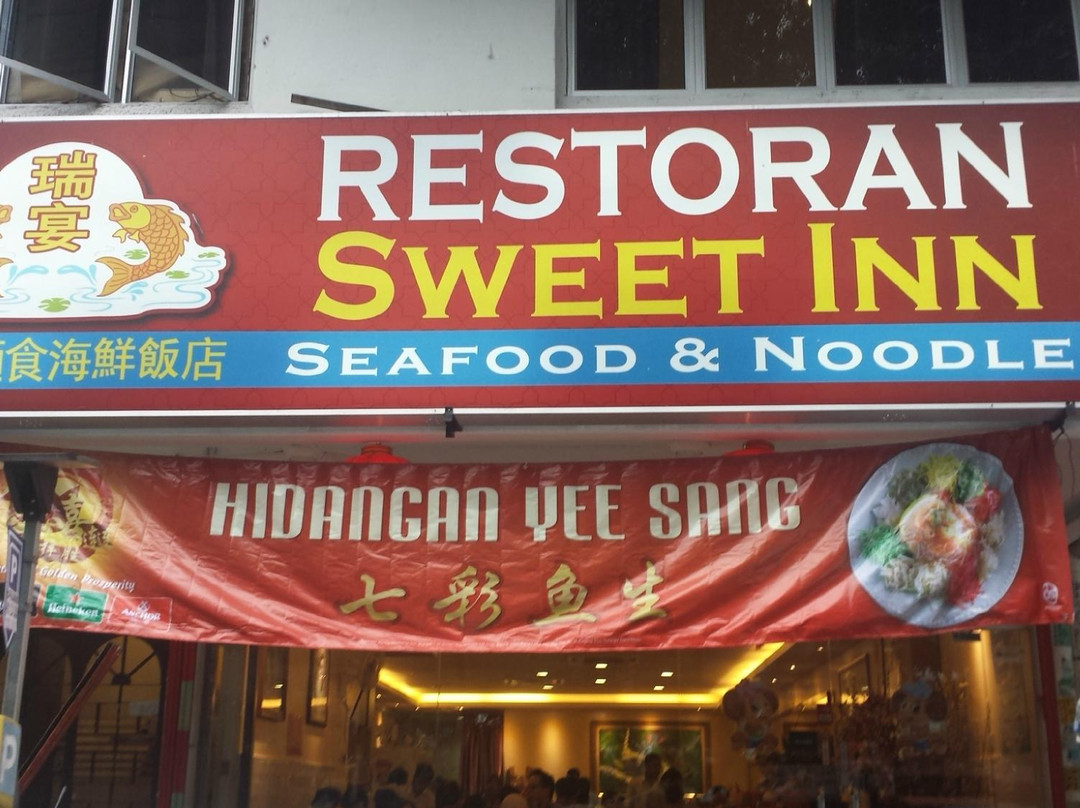 瑞
宴
RESTORAN
SWEET INN
食海鮮飯店
SEAFOOD & NOODLE
HIDANGAN YEE SANG
七彩鱼生
Golden Prosperity
Heineken
ANCHOR
P
P